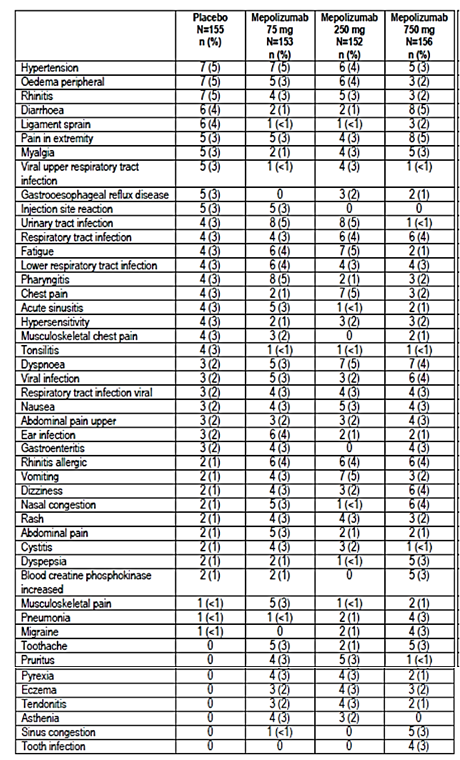 Placebo N=155 n (%) Mepolizumab 75 mg N=153 n (%) Mepolizumab 250 mg N=152 n (%) Mepolizumab 750 mg N=156 n (%)
Hypertension 7 (5) 7 (5) 6 (4) 5 (3)
Oedema peripheral 7 (5) 5 (3) 6 (4) 3 (2)
Rhinitis 7 (5) 4 (3) 5 (3) 3 (2)
Diarrhoea 6 (4) 2 (1) 2 (1) 8 (5)
Ligament sprain 6 (4) 1 (<1) 1 (<1) 3 (2)
Pain in extremity 5 (3) 5 (3) 4 (3) 8 (5)
Myalgia 5 (3) 2 (1) 4 (3) 5 (3)
Viral upper respiratory tract infection 5 (3) 1 (<1) 4 (3) 1 (<1)
Gastrooesophageal reflux disease 5 (3) 0 3 (2) 2 (1)
Injection site reaction 5 (3) 5 (3) 0 0
Urinary tract infection 4 (3) 8 (5) 8 (5) 1 (<1)
Respiratory tract infection 4 (3) 4 (3) 6 (4) 6 (4)
Fatigue 4 (3) 6 (4) 7 (5) 2 (1)
Lower respiratory tract infection 4 (3) 6 (4) 4 (3) 4 (3)
Pharyngitis 4 (3) 8 (5) 2 (1) 3 (2)
Chest pain 4 (3) 2 (1) 7 (5) 3 (2)
Acute sinusitis 4 (3) 5 (3) 1 (<1) 2 (1)
Hypersensitivity 4 (3) 2 (1) 3 (2) 3 (2)
Musculoskeletal chest pain 4 (3) 3 (2) 0 2 (1)
Tonsilitis 4 (3) 1 (<1) 1 (<1) 1 (<1)
Dyspnoea 3 (2) 5 (3) 7 (5) 7 (4)
Viral infection 3 (2) 5 (3) 3 (2) 6 (4)
Respiratory tract infection viral 3 (2) 4 (3) 4 (3) 4 (3)
Nausea 3 (2) 4 (3) 5 (3) 4 (3)
Abdominal pain upper 3 (2) 3 (2) 3 (2) 4 (3)
Ear infection 3 (2) 6 (4) 2 (1) 2 (1)
Gastroenteritis 3 (2) 4 (3) 0 4 (3)
Rhinitis allergic 2 (1) 6 (4) 6 (4) 6 (4)
Vomiting 2 (1) 4 (3) 7 (5) 3 (2)
Dizziness 2 (1) 4 (3) 3 (2) 6 (4)
Nasal congestion 2 (1) 5 (3) 1 (<1) 6 (4)
Rash 2 (1) 4 (3) 4 (3) 3 (2)
Abdominal pain 2 (1) 5 (3) 2 (1) 2 (1)
Cystitis 2 (1) 4 (3) 3 (2) 1 (<1)
Dyspepsia 2 (1) 2 (1) 1 (<1) 5 (3)
Blood creatine phosphokinase increased 2 (1) 2 (1) 0 5 (3)
Musculoskeletal pain 1 (<1) 5 (3) 1 (<1) 2 (1)
Pneumonia 1 (<1) 1 (<1) 2 (1) 4 (3)
Migraine 1 (<1) 0 2 (1) 4 (3)
Toothache 0 5 (3) 2 (1) 5 (3)
Pruritus 0 4 (3) 5 (3) 1 (<1)
Pyrexia 0 4 (3) 4 (3) 2 (1)
Eczema 0 3 (2) 4 (3) 3 (2)
Tendonitis 0 3 (2) 4 (3) 2 (1)
Asthenia 0 4 (3) 3 (2) 0
Sinus congestion 0 1 (<1) 0 5 (3)
Tooth infection 0 0 0 4 (3)